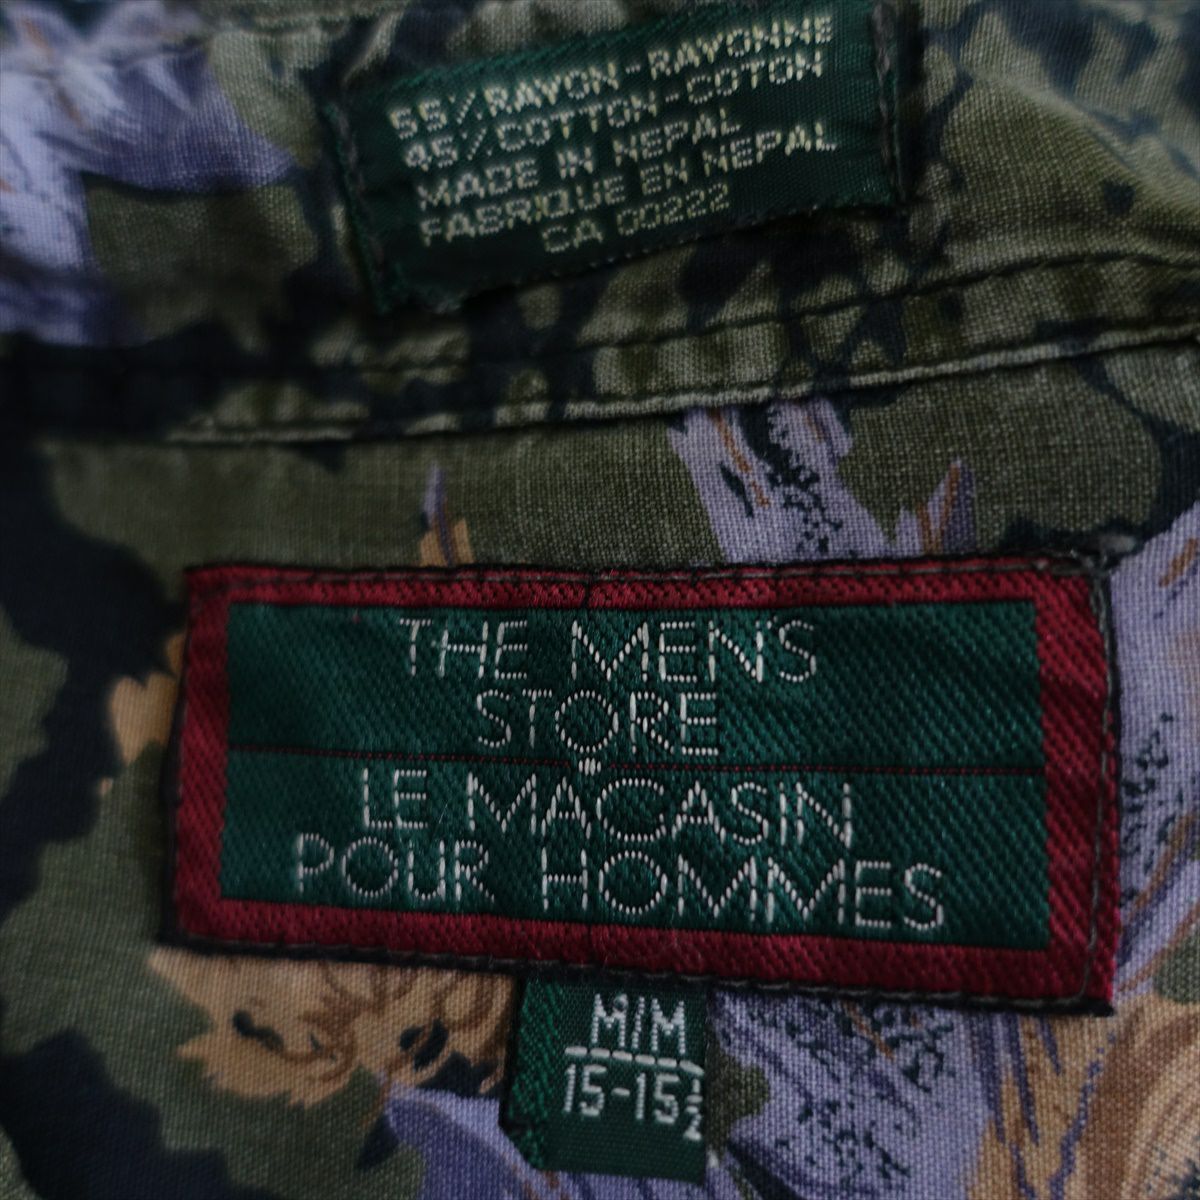 55% RAYON-RAYONNE
45% COTTON-COTON
MADE IN NEPAL
FABRIQUE EN NEPAL
CA 00222
THE MEN'S
STORE
LE MAGASIN
POUR HOMMES
M/M
15-15½